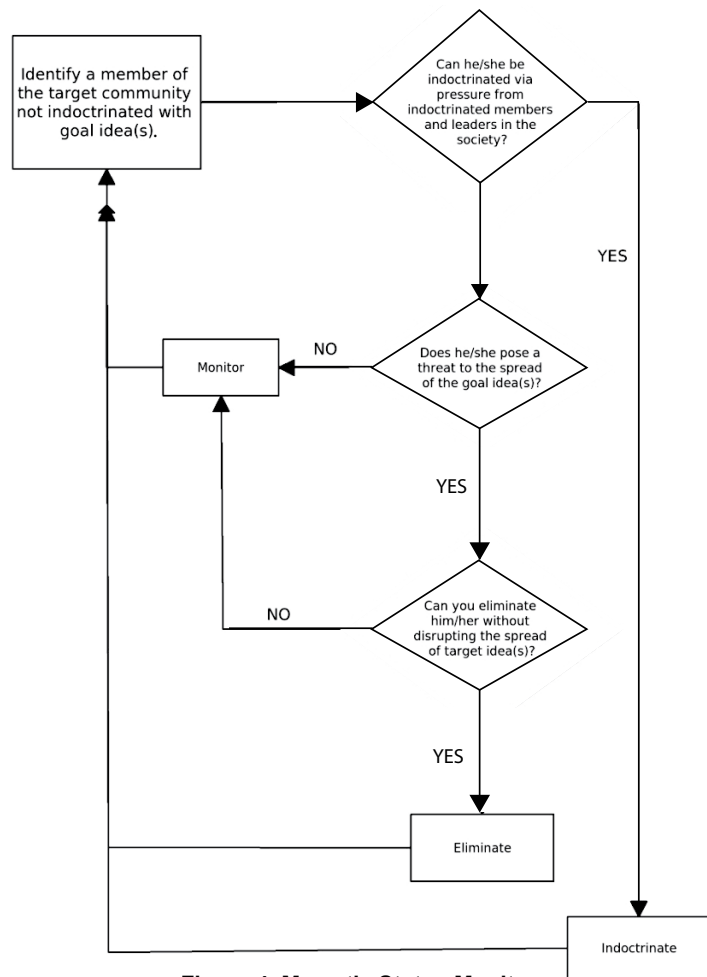 Identify a member of
the target community
not indoctrinated with
goal idea(s).
Can he/she be
indoctrinated via
pressure from
indoctrinated members
and leaders in the
society?
YES
Does he/she pose a
threat to the spread
of the goal idea(s)?
NO
Monitor
YES
Can you eliminate
him/her without
disrupting the spread
of target idea(s)?
NO
YES
Eliminate
Indoctrinate